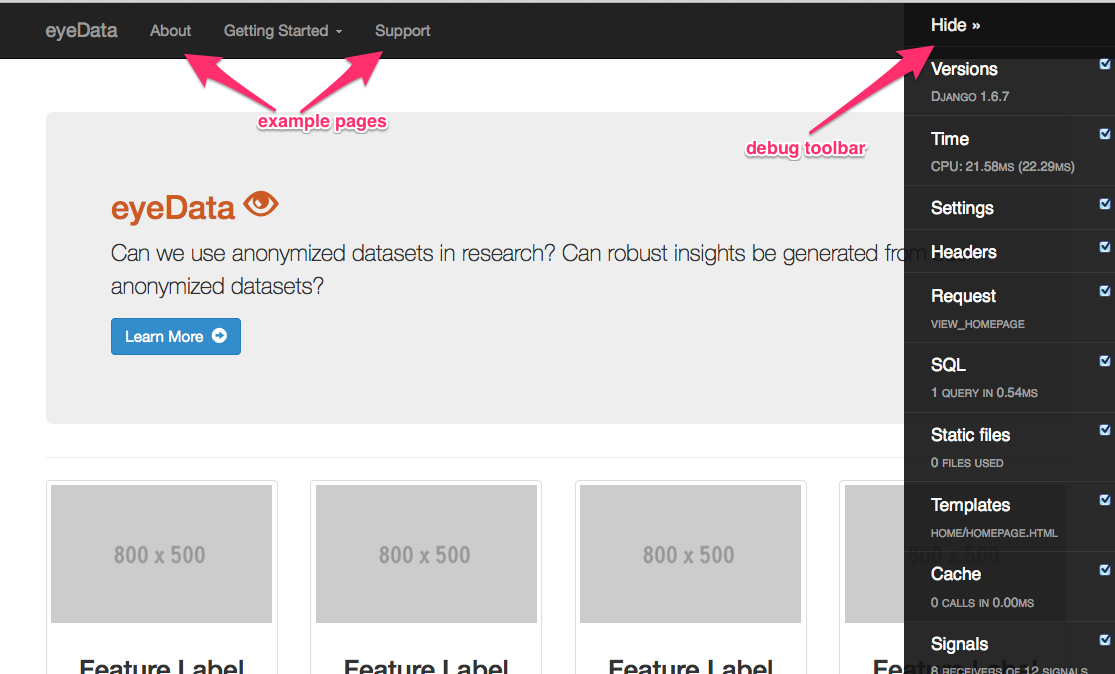 eyeData About Getting Started Support
example pages
debug toolbar
eyeData
Can we use anonymized datasets in research? Can robust insights be generated from
anonymized datasets?
Learn More
800 x 500 800 x 500 800 x 500 800 x 500
Feature Label Feature Label Feature Label Feature Label
Hide »
Versions
DJANGO 1.6.7
Time
CPU: 21.58MS (22.29MS)
Settings
Headers
Request
VIEW_HOMEPAGE
SQL
1 QUERY IN 0.54MS
Static files
0 FILES USED
Templates
HOME/HOMEPAGE.HTML
Cache
0 CALLS IN 0.00MS
Signals
8 RECEIVERS OF 12 SIGNALS